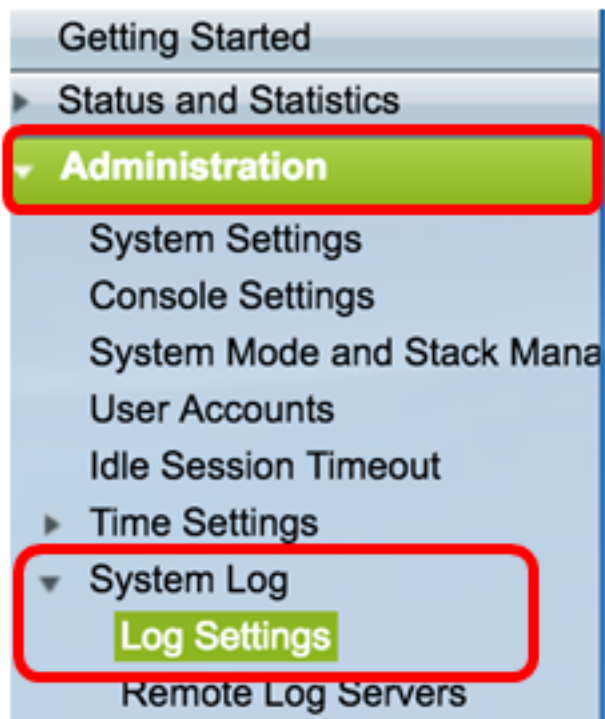 Getting Started
Status and Statistics
Administration
System Settings
Console Settings
System Mode and Stack Mana
User Accounts
Idle Session Timeout
Time Settings
System Log
Log Settings
Remote Log Servers